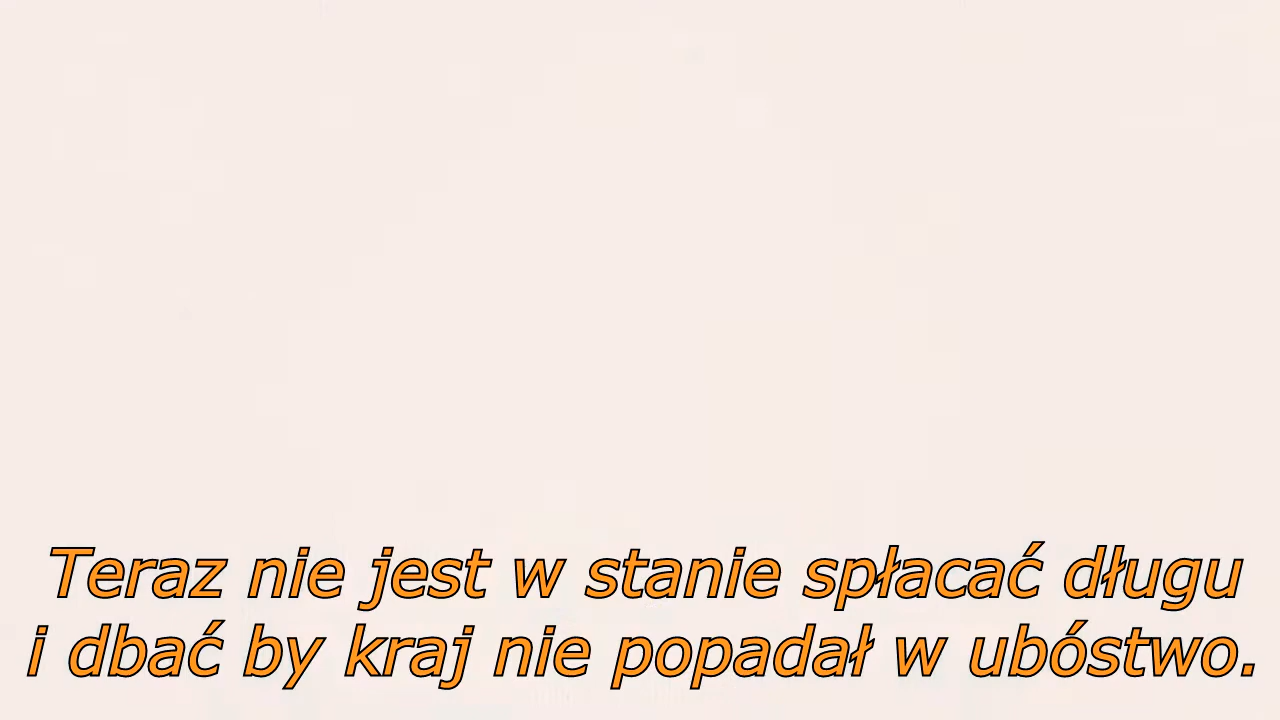 Teraz nie jest w stanie spłacać długu
i dbać by kraj nie popadał w ubóstwo.